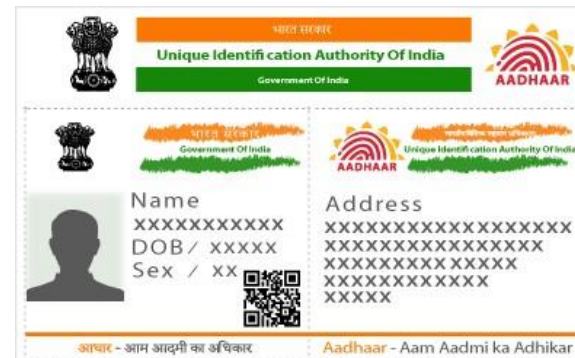 भारत सरकार
Unique Identification Authority Of India
Government Of India
AADHAAR
भारत सरकार
Government Of India
Name
xxxxxxxxxxx
DOB / xxxxx
Sex / xx
आधार - आम आदमी का अधिकार
AADHAAR
Unique Identification Authority Of India
Address
xxxxxxxxxxxxxxxxxx
xxxxxxxxxxxxxxxx
xxxxxxxxx xxxxx
xxxxxxxxxxxx
xxxxx
Aadhaar - Aam Aadmi ka Adhikar